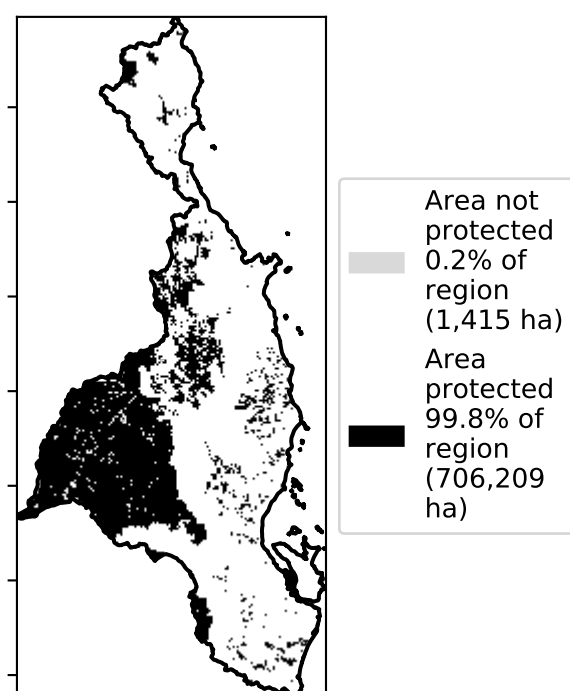 Area not
protected
0.2% of
region
(1,415 ha)
Area
protected
99.8% of
region
(706,209
ha)